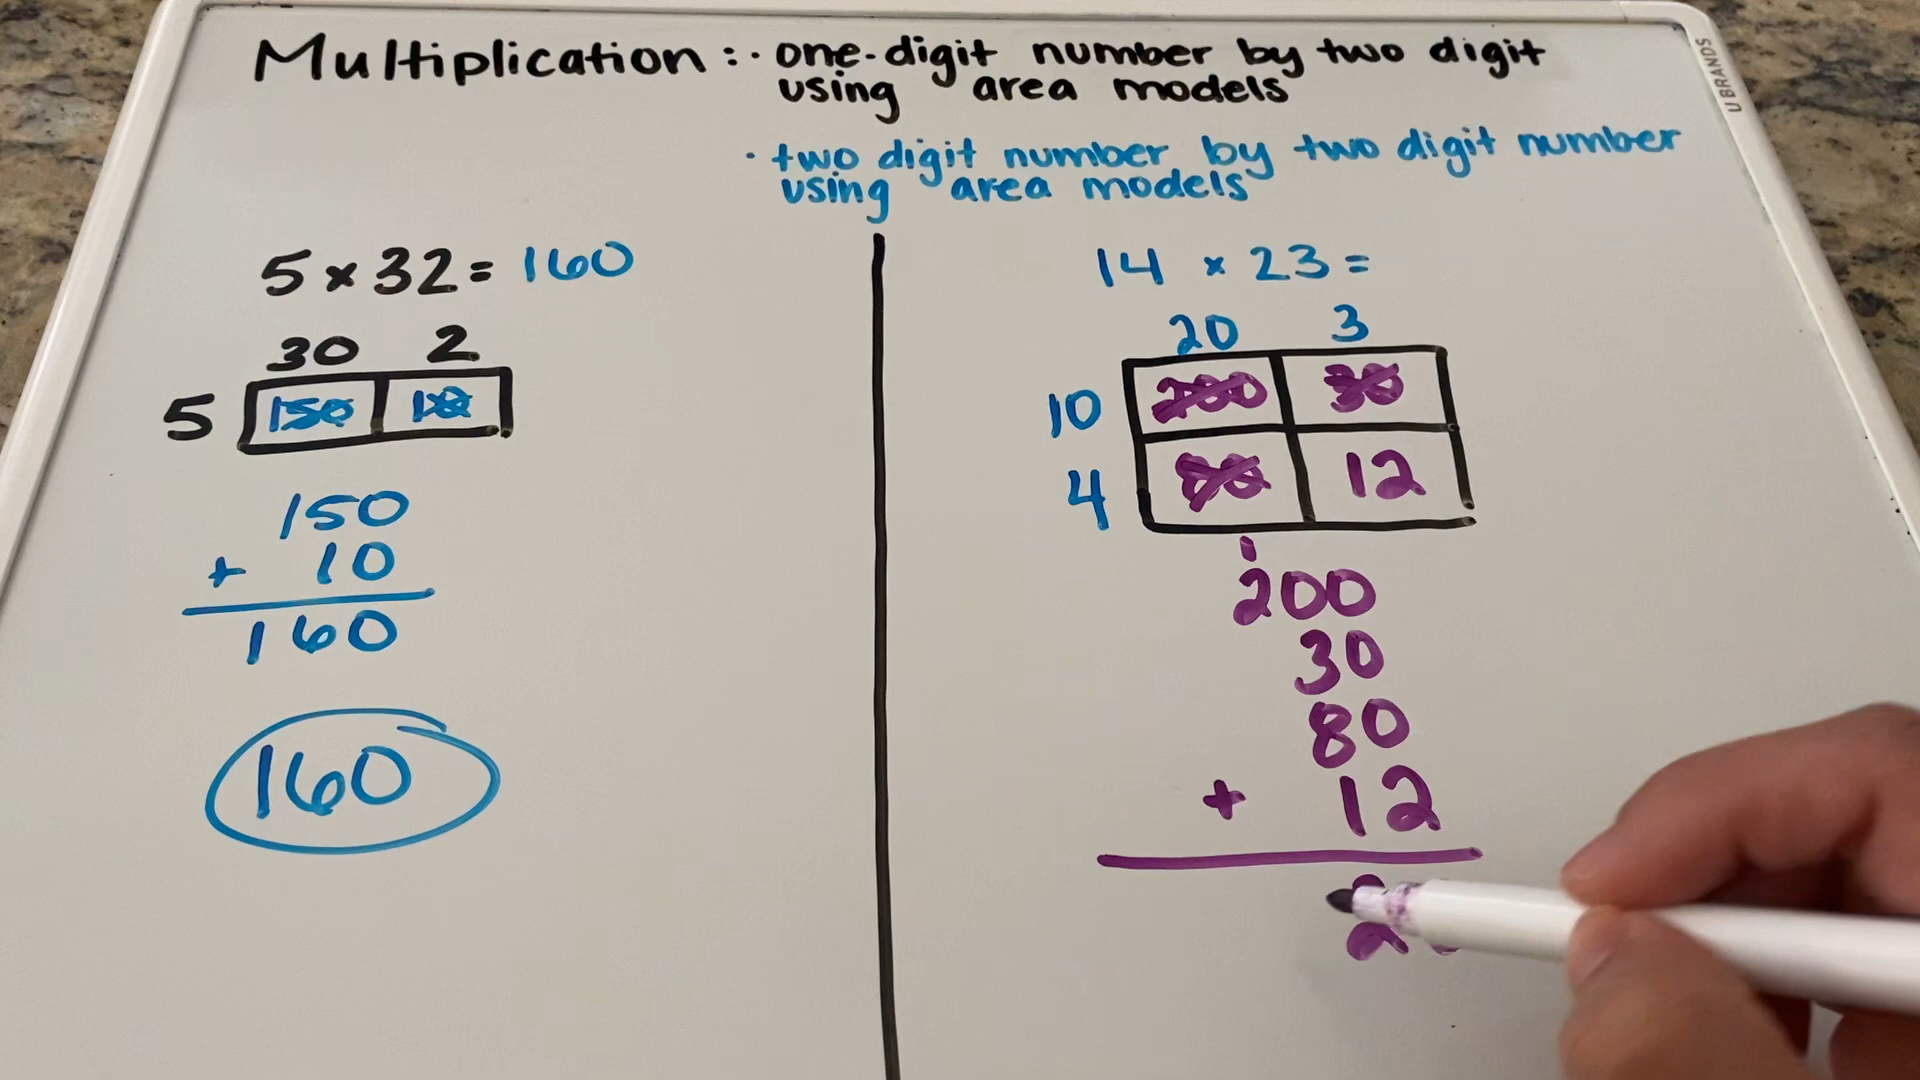 Multiplication : · one-digit number by two digit
using area models
· two digit number by two digit number
using area models
U BRANDS
5 × 32 = 160
30 2
5 150 10
150
+ 10
160
160
14 × 23 =
20 3
10 200 30
4 80 12
1
200
30
80
+ 12
2